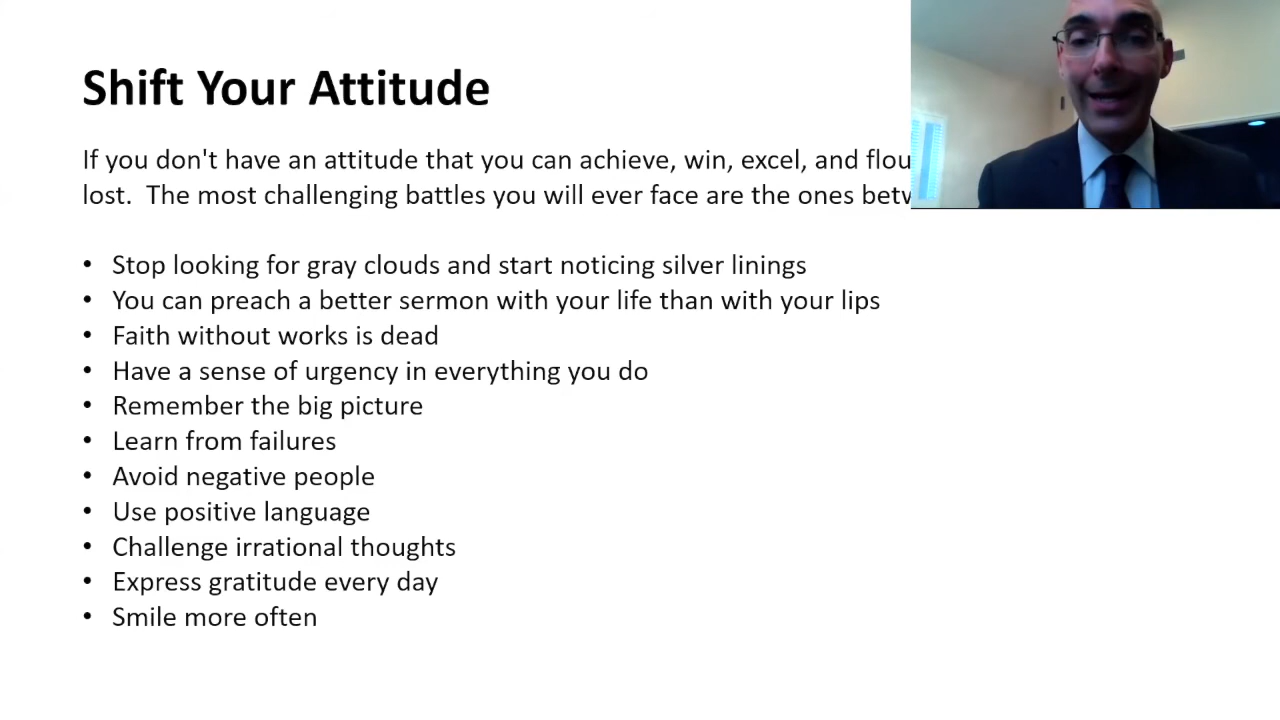 Shift Your Attitude
If you don't have an attitude that you can achieve, win, excel, and
lost. The most challenging battles you will ever face are the ones
• Stop looking for gray clouds and start noticing silver linings
• You can preach a better sermon with your life than with your lips
• Faith without works is dead
• Have a sense of urgency in everything you do
• Remember the big picture
• Learn from failures
• Avoid negative people
• Use positive language
• Challenge irrational thoughts
• Express gratitude every day
• Smile more often